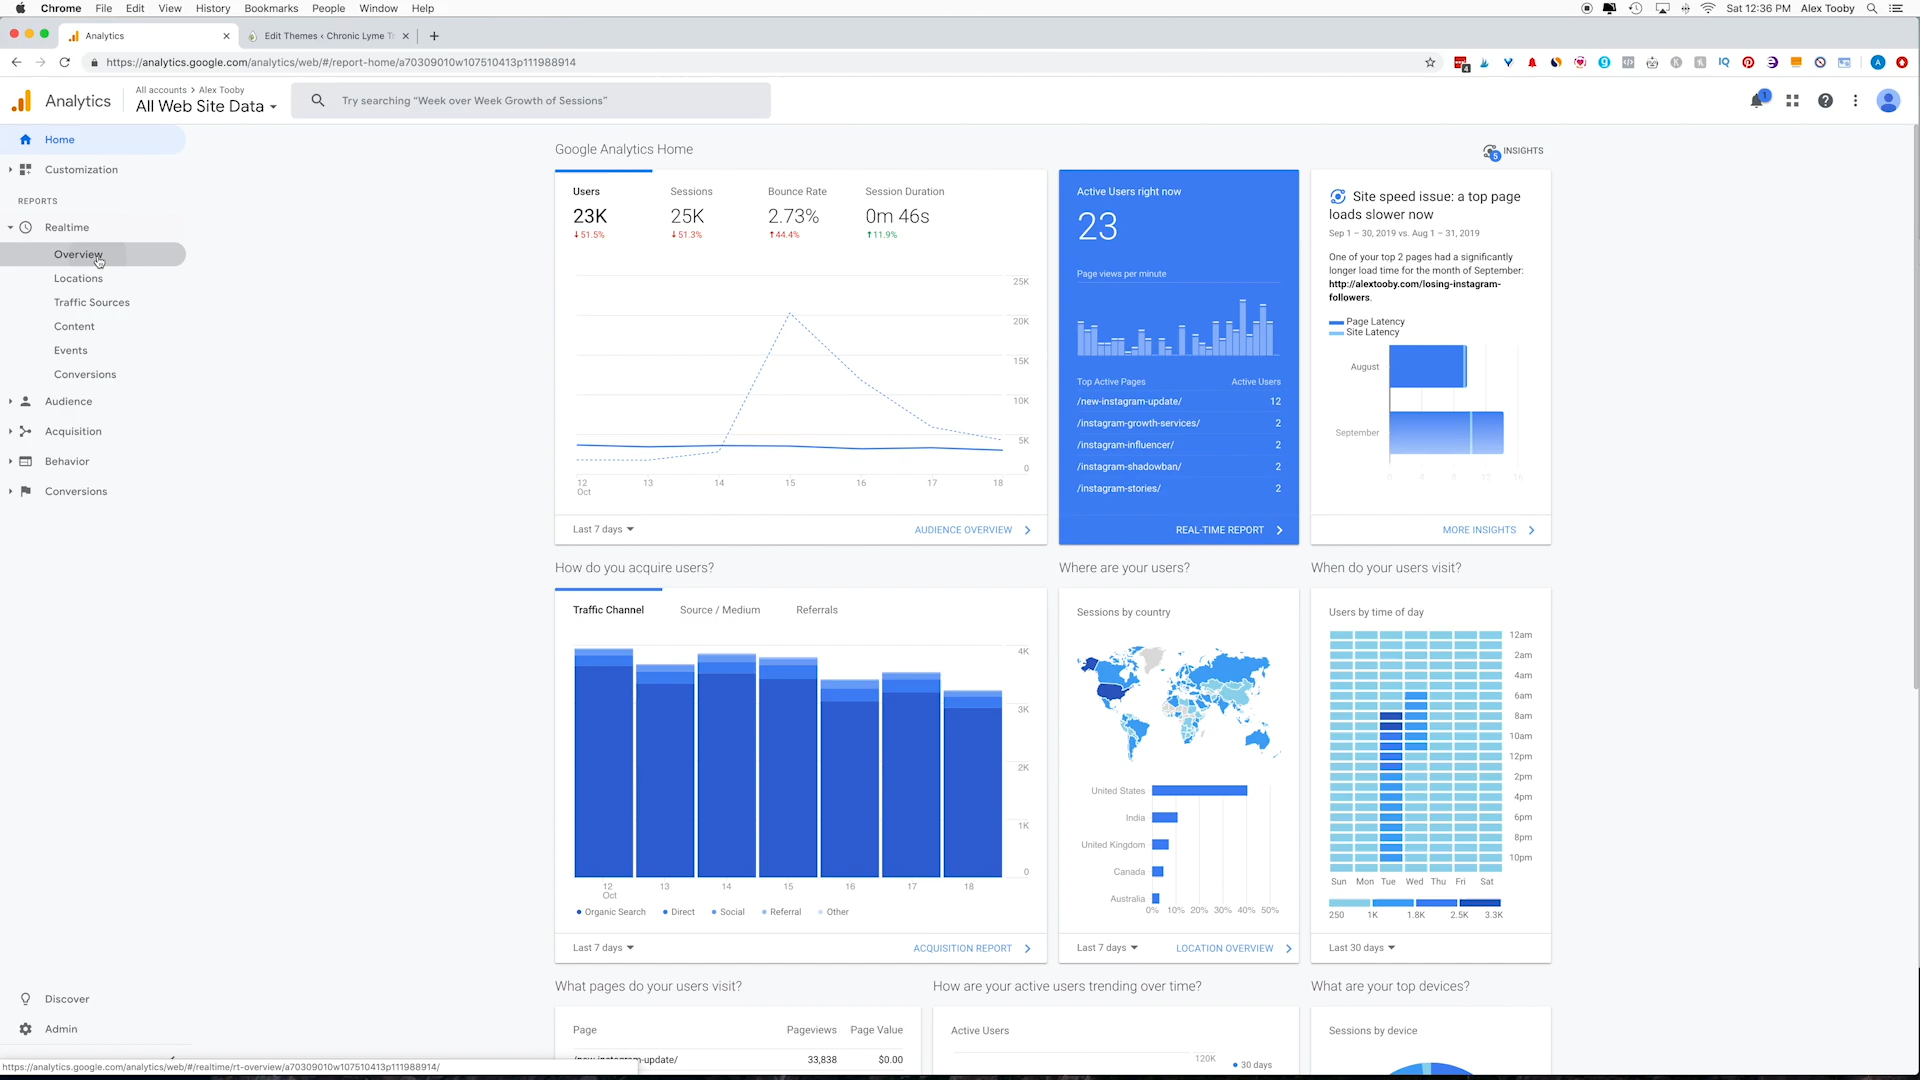 Chrome File Edit View History Bookmarks People Window Help
Sat 12:36 PM Alex Tooby
Analytics
Edit Themes ‹ Chronic Lyme Tr
https://analytics.google.com/analytics/web/#/report-home/a70309010w107510413p111988914
4
IQ
A
Analytics
All accounts > Alex Tooby
All Web Site Data
Try searching “Week over Week Growth of Sessions”
1
Home
Customization
REPORTS
Realtime
Overview
Locations
Traffic Sources
Content
Events
Conversions
Audience
Acquisition
Behavior
Conversions
Discover
Admin
https://analytics.google.com/analytics/web/#/realtime/rt-overview/a70309010w107510413p111988914/
Google Analytics Home
5 INSIGHTS
Users Sessions Bounce Rate Session Duration
23K 25K 2.73% 0m 46s
↓51.5% ↓51.3% ↑44.4% ↑11.9%
25K
20K
15K
10K
5K
0
12 13 14 15 16 17 18
Oct
Last 7 days AUDIENCE OVERVIEW
Active Users right now
23
Page views per minute
Top Active Pages Active Users
/new-instagram-update/ 12
/instagram-growth-services/ 2
/instagram-influencer/ 2
/instagram-shadowban/ 2
/instagram-stories/ 2
REAL-TIME REPORT
Site speed issue: a top page
loads slower now
Sep 1 – 30, 2019 vs. Aug 1 – 31, 2019
One of your top 2 pages had a significantly
longer load time for the month of September:
http://alextooby.com/losing-instagram-
followers.
Page Latency
Site Latency
August
September
0 4 8 12 16
MORE INSIGHTS
How do you acquire users?
Traffic Channel Source / Medium Referrals
4K
3K
2K
1K
0
12 13 14 15 16 17 18
Oct
Organic Search Direct Social Referral Other
Last 7 days ACQUISITION REPORT
Where are your users?
Sessions by country
United States
India
United Kingdom
Canada
Australia
0% 10% 20% 30% 40% 50%
Last 7 days LOCATION OVERVIEW
When do your users visit?
Users by time of day
12am
2am
4am
6am
8am
10am
12pm
2pm
4pm
6pm
8pm
10pm
Sun Mon Tue Wed Thu Fri Sat
250 1K 1.8K 2.5K 3.3K
Last 30 days
What pages do your users visit?
Page Pageviews Page Value
/new-instagram-update/ 33,838 $0.00
How are your active users trending over time?
Active Users
120K
30 days
What are your top devices?
Sessions by device